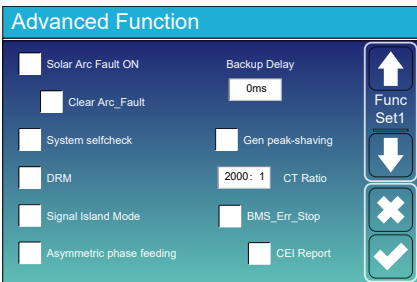 Advanced Function
Solar Arc Fault ON
Backup Delay
0ms
Clear Arc_Fault
Func
Set1
System selfcheck
Gen peak-shaving
DRM
2000: 1
CT Ratio
Signal Island Mode
BMS_Err_Stop
Asymmetric phase feeding
CEI Report